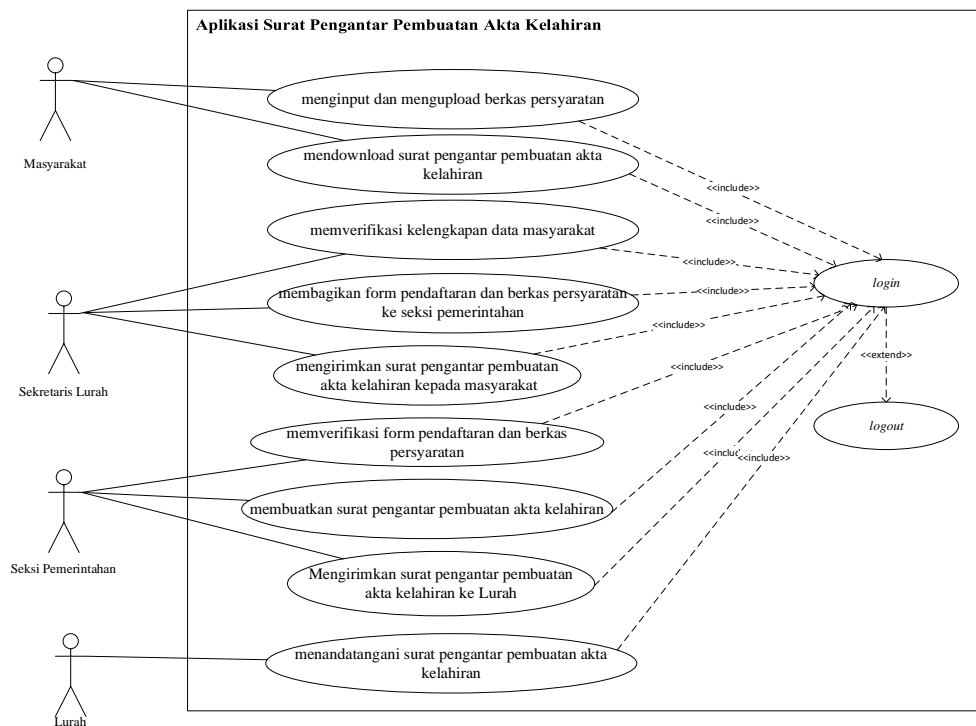 Aplikasi Surat Pengantar Pembuatan Akta Kelahiran
menginput dan mengupload berkas persyaratan
Masyarakat
mendownload surat pengantar pembuatan akta
kelahiran
<<include>>
<<include>>
memverifikasi kelengkapan data masyarakat
<<include>>
login
membagikan form pendaftaran dan berkas persyaratan
ke seksi pemerintahan
<<include>>
<<include>>
Sekretaris Lurah
mengirimkan surat pengantar pembuatan
akta kelahiran kepada masyarakat
<<include>>
<<extend>>
<<include>>
logout
memverifikasi form pendaftaran dan berkas
persyaratan
<<include>>
<<include>>
membuatkan surat pengantar pembuatan akta kelahiran
Seksi Pemerintahan
Mengirimkan surat pengantar pembuatan
akta kelahiran ke Lurah
menandatangani surat pengantar pembuatan akta
kelahiran
Lurah